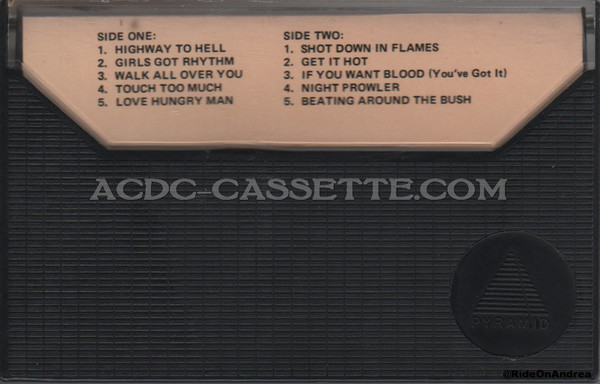 SIDE ONE:
1. HIGHWAY TO HELL
2. GIRLS GOT RHYTHM
3. WALK ALL OVER YOU
4. TOUCH TOO MUCH
5. LOVE HUNGRY MAN
SIDE TWO:
1. SHOT DOWN IN FLAMES
2. GET IT HOT
3. IF YOU WANT BLOOD (You've Got It)
4. NIGHT PROWLER
5. BEATING AROUND THE BUSH
ACDC-CASSETTE.COM
PYRAMID
@RideOnAndrea